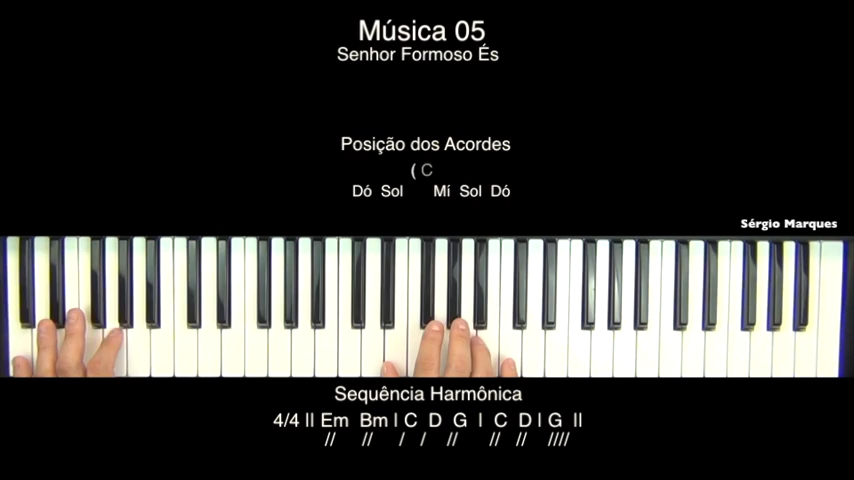 Música 05
Senhor Formoso És
Posição dos Acordes
( C
Dó Sol Mí Sol Dó
Sérgio Marques
Sequência Harmônica
4/4 || Em Bm | C D G | C D | G ||
// // / / // // // ////